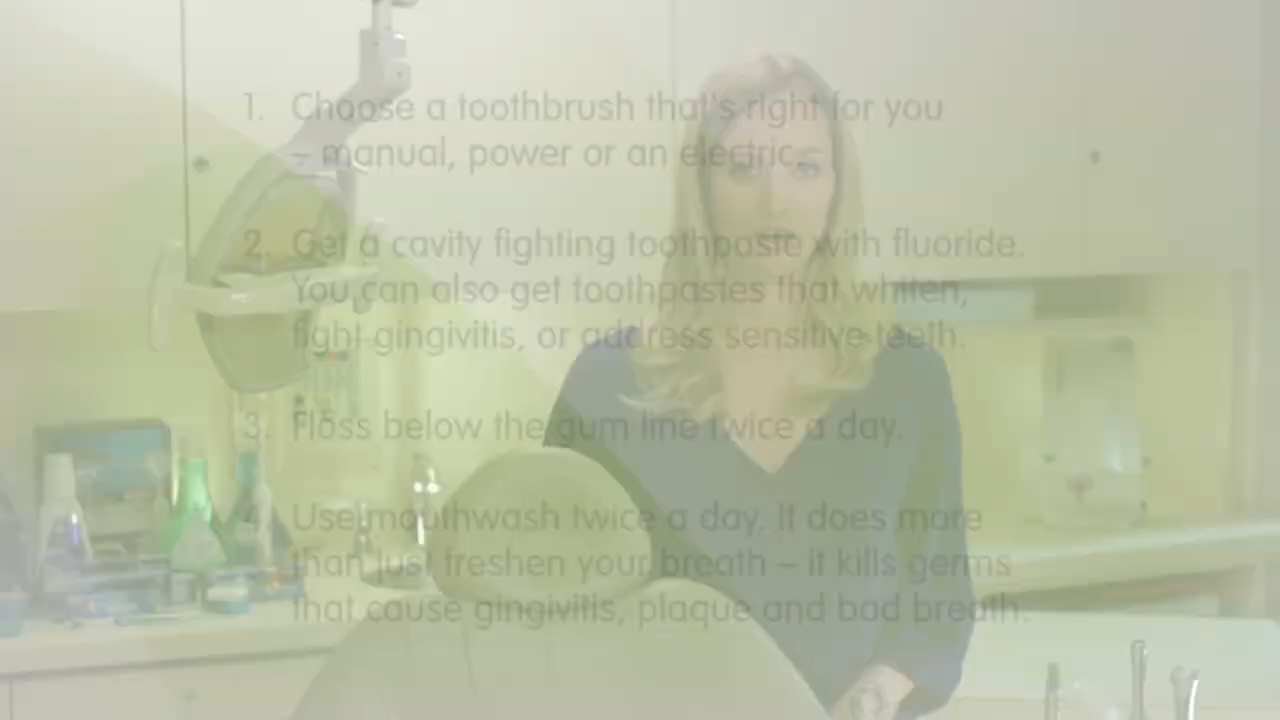 1. Choose a toothbrush that's right for you
– manual, power or an electric.
2. Get a cavity fighting toothpaste with fluoride.
You can also get toothpastes that whiten,
fight gingivitis, or address sensitive teeth.
3. Floss below the gum line twice a day.
4. Use mouthwash twice a day. It does more
than just freshen your breath – it kills germs
that cause gingivitis, plaque and bad breath.